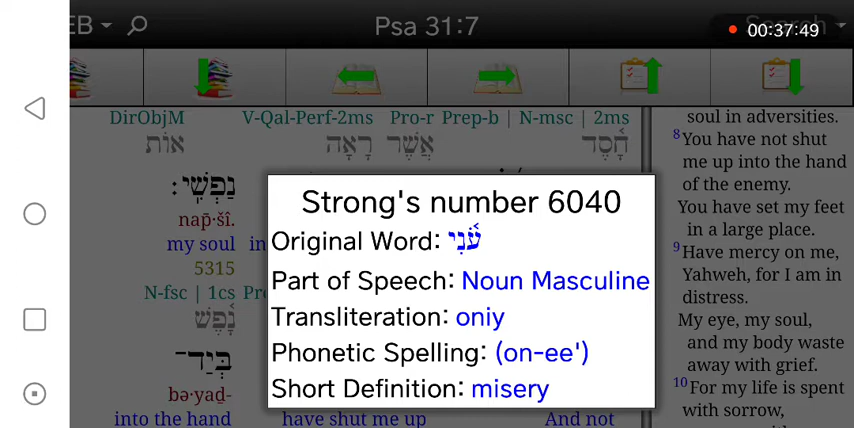 EB
Psa 31:7
00:37:49
DirObjM V-Qal-Perf-2ms Pro-r Prep-b | N-msc | 2ms
אוֹת רָאָה אֲשֶׁר חֶ֫סֶד
נַפְשִֽׁי׃
nap̄·šî.
my soul in
5315
N-fsc | 1cs
נֶ֫פֶשׁ
בְּיַד־
bə·yaḏ-
into the hand have shut me up And not
Strong's number 6040
Original Word: עֳנִי
Part of Speech: Noun Masculine
Transliteration: oniy
Phonetic Spelling: (on-ee')
Short Definition: misery
soul in adversities.
8 You have not shut
me up into the hand
of the enemy.
You have set my feet
in a large place.
9 Have mercy on me,
Yahweh, for I am in
distress.
My eye, my soul,
and my body waste
away with grief.
10 For my life is spent
with sorrow,